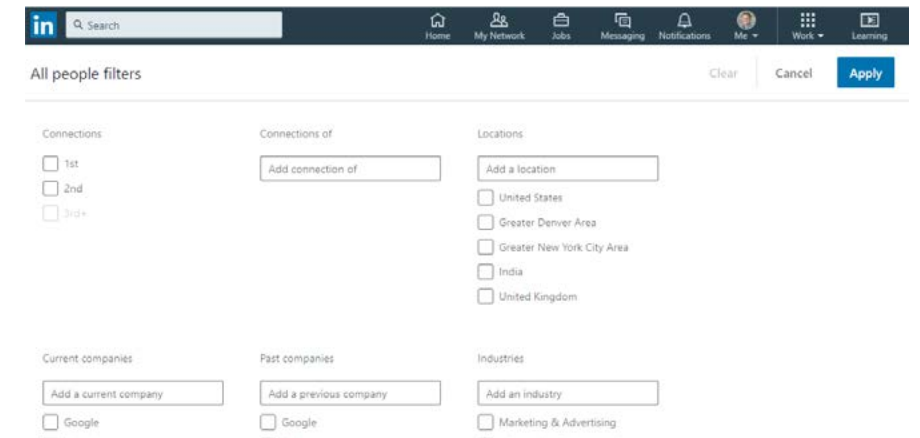 in
Search
Home
My Network
Jobs
Messaging
Notifications
Me
Work
Learning
All people filters
Clear
Cancel
Apply
Connections
1st
2nd
3rd+
Connections of
Add connection of
Locations
Add a location
United States
Greater Denver Area
Greater New York City Area
India
United Kingdom
Current companies
Add a current company
Google
Past companies
Add a previous company
Google
Industries
Add an industry
Marketing & Advertising